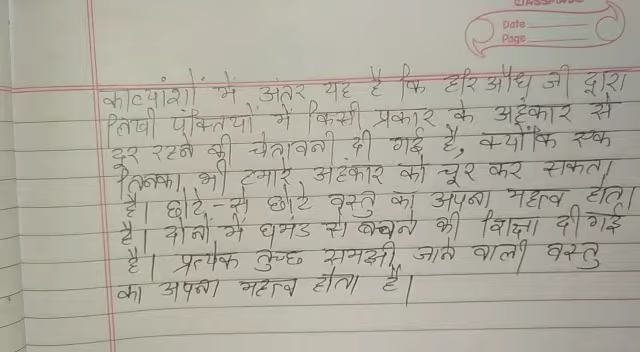 CLASSMATE
Date
Page
काव्यांशों में अंतर यह है कि हरि औध जी द्वारा
लिखी पंक्तियों में किसी प्रकार के अहंकार से
दूर रहने की चेतावनी दी गई है, क्योंकि एक
तिनका भी हमारे अहंकार को चूर कर सकता
है। छोटे-से छोटे वस्तु का अपना महत्व होता
है। दोनों में घमंड से बचने की शिक्षा दी गई
है। प्रत्येक तुच्छ समझी जाने वाली वस्तु
का अपना महत्व होता है।